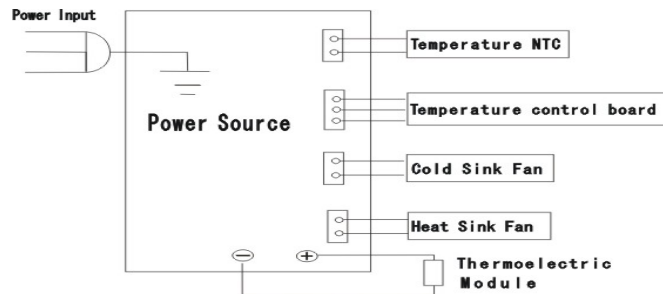 Power Input
Temperature NTC
Temperature control board
Power Source
Cold Sink Fan
Heat Sink Fan
Thermoelectric
Module